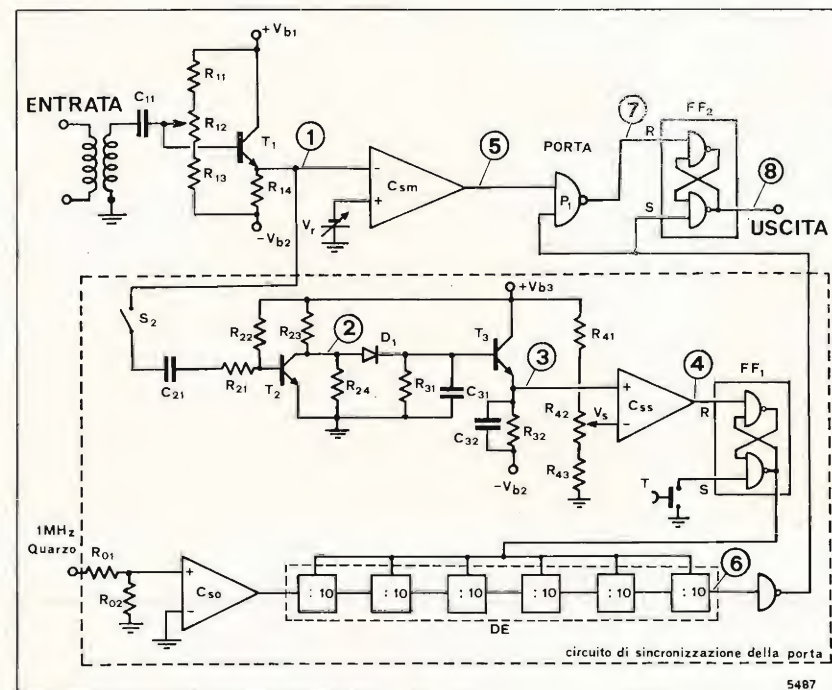 +Vb1
ENTRATA
C11
R11
R12
R13
T1
R14
-Vb2
1
Vr
-
+
Csm
5
PORTA
P1
7
R
S
FF2
8
USCITA
S2
C21
R21
R22
R23
T2
2
R24
D1
R31
C31
+Vb3
T3
3
C32
R32
-Vb2
R41
R42
R43
Vs
+
-
Css
4
R
S
FF1
T
1MHz
Quarzo
R01
R02
+
-
Cso
: 10
: 10
: 10
: 10
: 10
: 10
6
DE
circuito di sincronizzazione della porta
5487